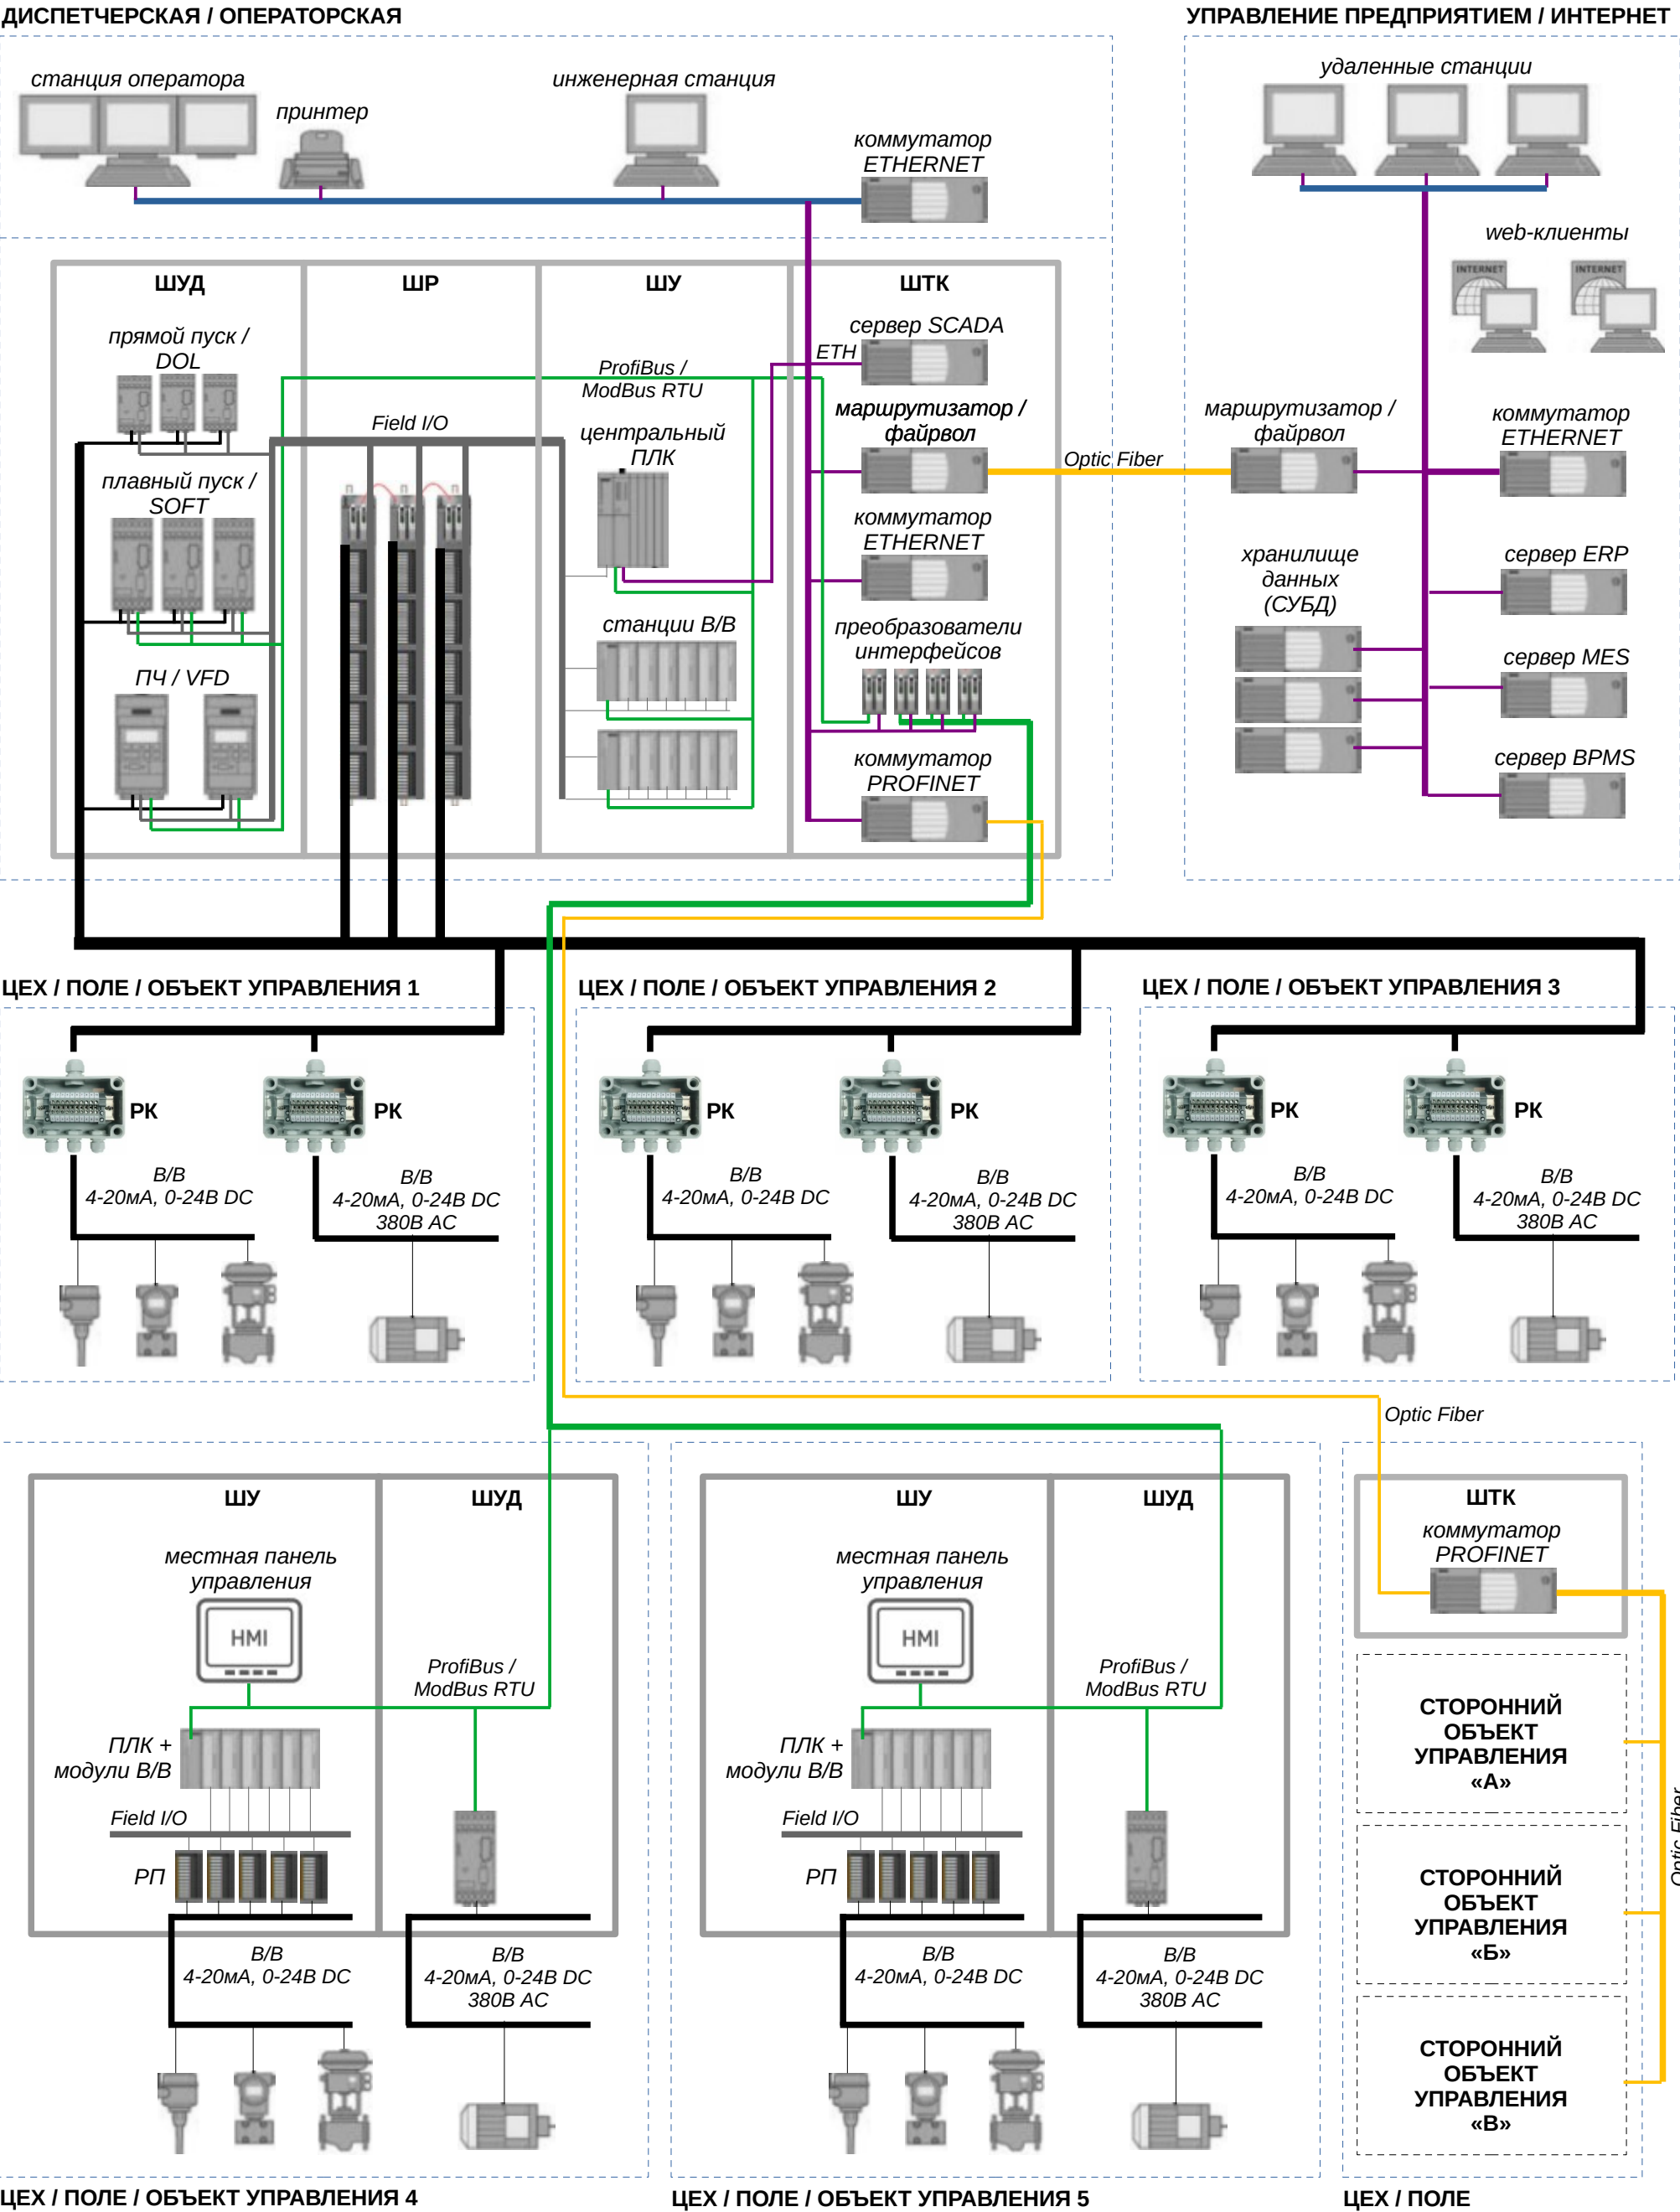 ДИСПЕТЧЕРСКАЯ / ОПЕРАТОРСКАЯ
станция оператора
принтер
инженерная станция
коммутатор
ETHERNET
УПРАВЛЕНИЕ ПРЕДПРИЯТИЕМ / ИНТЕРНЕТ
удаленные станции
web-клиенты
INTERNET
INTERNET
маршрутизатор /
файрвол
коммутатор
ETHERNET
хранилище
данных
(СУБД)
сервер ERP
сервер MES
сервер BPMS
ШУД
прямой пуск /
DOL
плавный пуск /
SOFT
ПЧ / VFD
ШР
Field I/O
ШУ
ProfiBus /
ModBus RTU
центральный
ПЛК
станции В/В
ШТК
сервер SCADA
ETH
маршрутизатор /
файрвол
Optic Fiber
коммутатор
ETHERNET
преобразователи
интерфейсов
коммутатор
PROFINET
ЦЕХ / ПОЛЕ / ОБЪЕКТ УПРАВЛЕНИЯ 1
РК
РК
В/В
4-20мА, 0-24В DC
В/В
4-20мА, 0-24В DC
380В AC
ЦЕХ / ПОЛЕ / ОБЪЕКТ УПРАВЛЕНИЯ 2
РК
РК
В/В
4-20мА, 0-24В DC
В/В
4-20мА, 0-24В DC
380В AC
ЦЕХ / ПОЛЕ / ОБЪЕКТ УПРАВЛЕНИЯ 3
РК
РК
В/В
4-20мА, 0-24В DC
В/В
4-20мА, 0-24В DC
380В AC
Optic Fiber
ШУ
местная панель
управления
HMI
ПЛК +
модули В/В
Field I/O
РП
В/В
4-20мА, 0-24В DC
ШУД
ProfiBus /
ModBus RTU
В/В
4-20мА, 0-24В DC
380В AC
ЦЕХ / ПОЛЕ / ОБЪЕКТ УПРАВЛЕНИЯ 4
ШУ
местная панель
управления
HMI
ПЛК +
модули В/В
Field I/O
РП
В/В
4-20мА, 0-24В DC
ШУД
ProfiBus /
ModBus RTU
В/В
4-20мА, 0-24В DC
380В AC
ЦЕХ / ПОЛЕ / ОБЪЕКТ УПРАВЛЕНИЯ 5
ШТК
коммутатор
PROFINET
СТОРОННИЙ
ОБЪЕКТ
УПРАВЛЕНИЯ
«А»
СТОРОННИЙ
ОБЪЕКТ
УПРАВЛЕНИЯ
«Б»
СТОРОННИЙ
ОБЪЕКТ
УПРАВЛЕНИЯ
«В»
Optic Fiber
ЦЕХ / ПОЛЕ